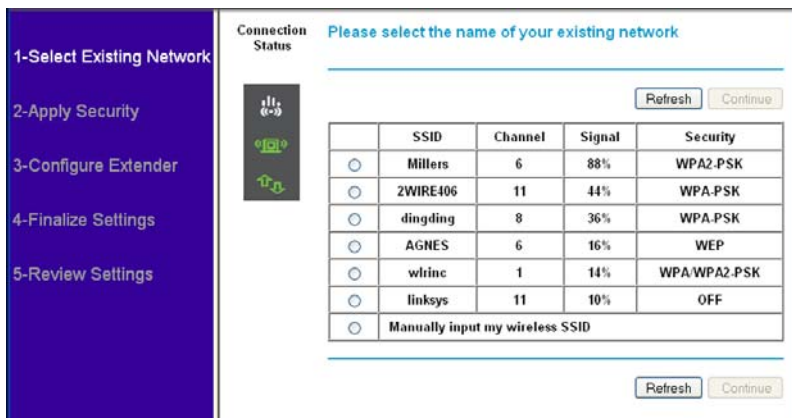 1-Select Existing Network
2-Apply Security
3-Configure Extender
4-Finalize Settings
5-Review Settings
Connection
Status
Please select the name of your existing network
Refresh Continue
SSID Channel Signal Security
Millers 6 88% WPA2-PSK
2WIRE406 11 44% WPA-PSK
dingding 8 36% WPA-PSK
AGNES 6 16% WEP
wlrinc 1 14% WPA/WPA2-PSK
linksys 11 10% OFF
Manually input my wireless SSID
Refresh Continue